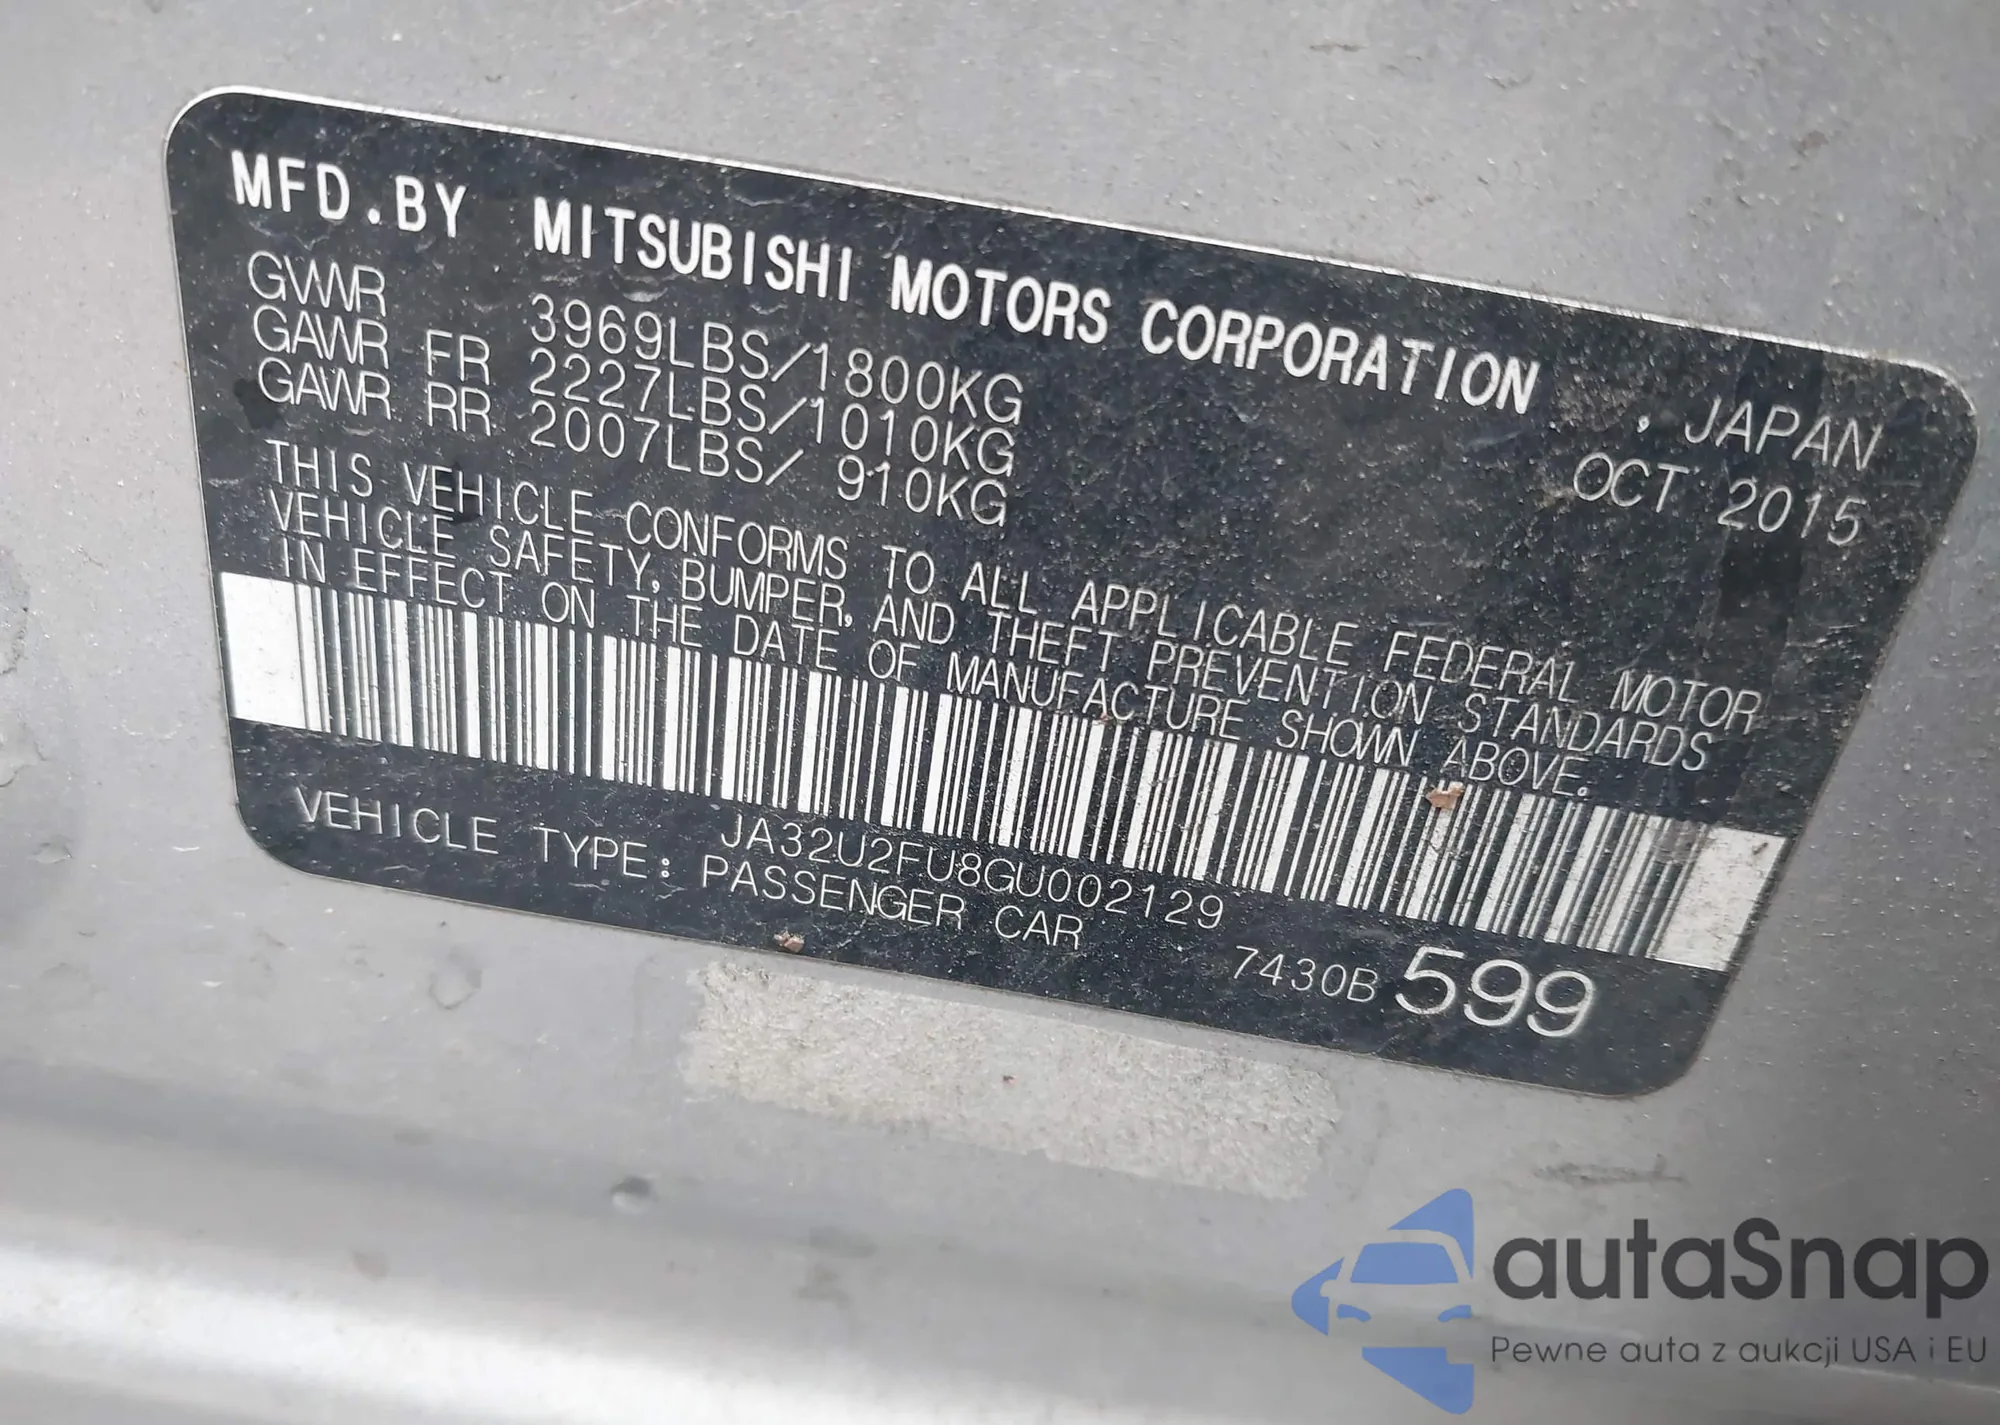 MFD.BY MITSUBISHI MOTORS CORPORATION , JAPAN
GVWR 3969LBS/1800KG OCT 2015
GAWR FR 2227LBS/1010KG
GAWR RR 2007LBS/ 910KG
THIS VEHICLE CONFORMS TO ALL APPLICABLE FEDERAL MOTOR
VEHICLE SAFETY, BUMPER, AND THEFT PREVENTION STANDARDS
IN EFFECT ON THE DATE OF MANUFACTURE SHOWN ABOVE.
JA32U2FU8GU002129
VEHICLE TYPE: PASSENGER CAR
7430B 599
autaSnap
Pewne auta z aukcji USA i EU